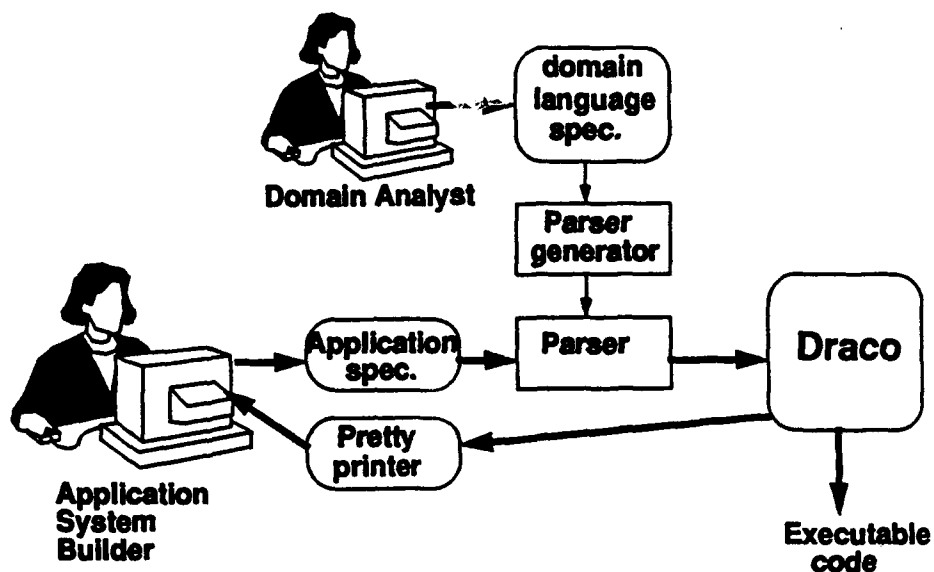 domain
language
spec.
Domain Analyst
Parser
generator
Application
spec.
Parser
Draco
Pretty
printer
Application
System
Builder
Executable
code